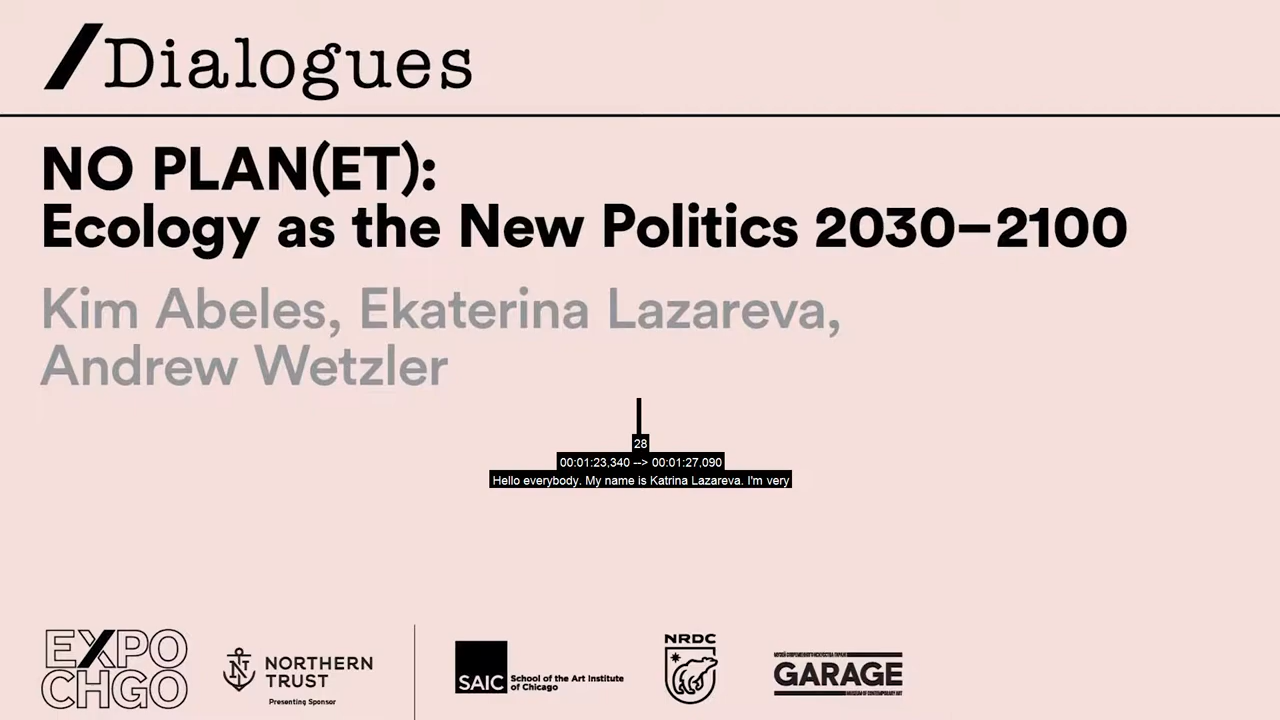 /Dialogues
NO PLAN(ET):
Ecology as the New Politics 2030–2100
Kim Abeles, Ekaterina Lazareva,
Andrew Wetzler
28
00:01:23,340 --> 00:01:27,090
Hello everybody. My name is Katrina Lazareva. I'm very
EXPO
CHGO
NORTHERN
TRUST
Presenting Sponsor
SAIC
School of the Art Institute
of Chicago
NRDC
GARAGE